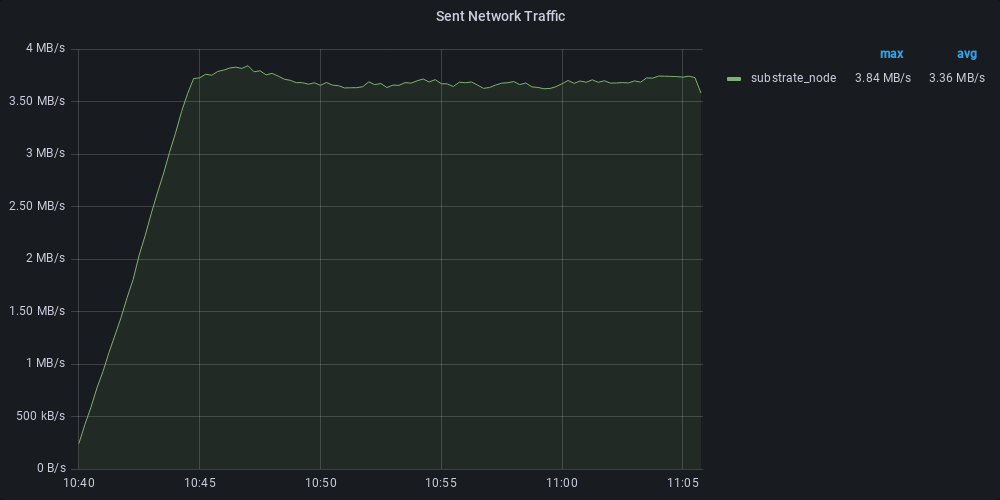 Sent Network Traffic
4 MB/s
3.50 MB/s
3 MB/s
2.50 MB/s
2 MB/s
1.50 MB/s
1 MB/s
500 kB/s
0 B/s
10:40 10:45 10:50 10:55 11:00 11:05
max avg
substrate_node 3.84 MB/s 3.36 MB/s